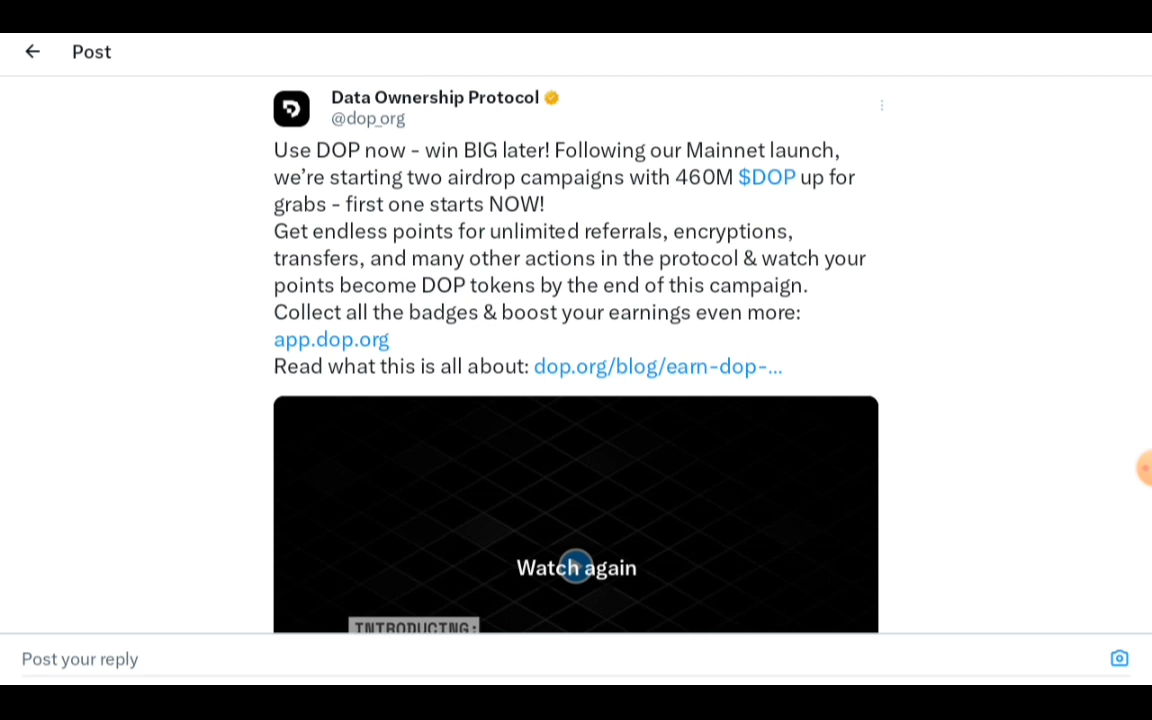 Post
Data Ownership Protocol
@dop_org
Use DOP now - win BIG later! Following our Mainnet launch,
we're starting two airdrop campaigns with 460M $DOP up for
grabs - first one starts NOW!
Get endless points for unlimited referrals, encryptions,
transfers, and many other actions in the protocol & watch your
points become DOP tokens by the end of this campaign.
Collect all the badges & boost your earnings even more:
app.dop.org
Read what this is all about: dop.org/blog/earn-dop-...
Watch again
INTRODUCING:
Post your reply